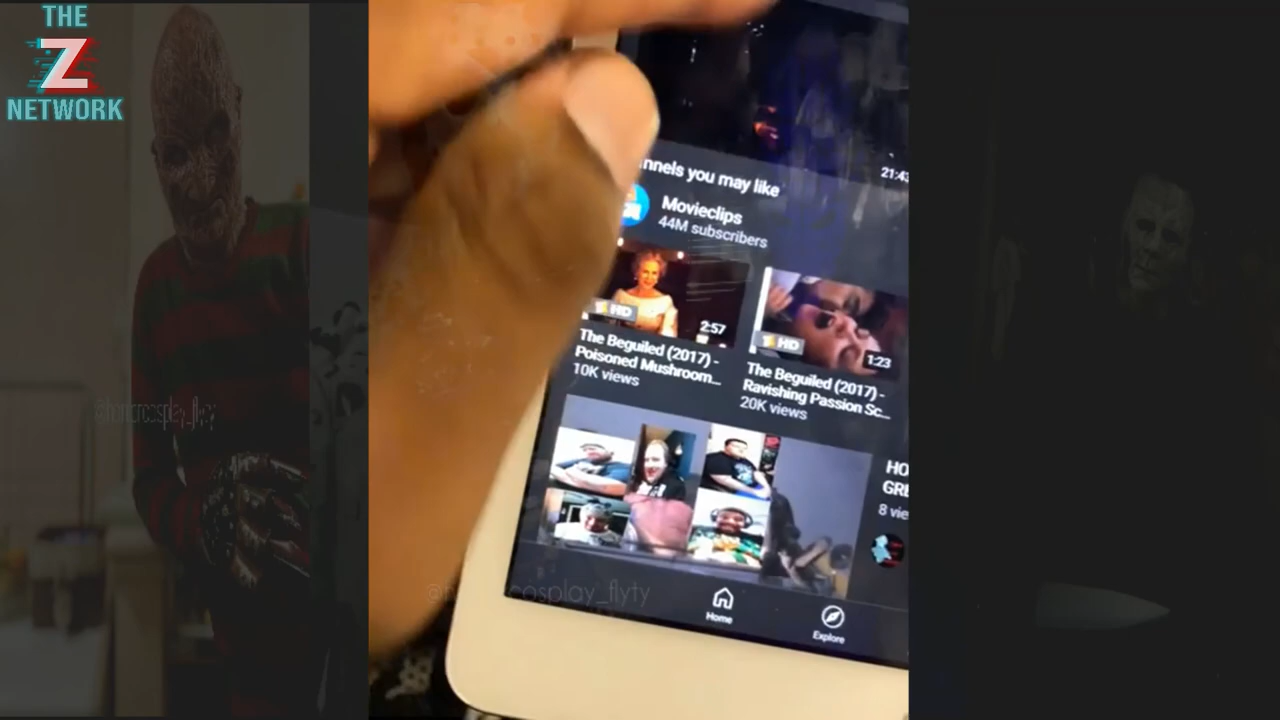 THE
Z
NETWORK
nnels you may like
21:43
Movieclips
44M subscribers
HD
2:57
HD
1:23
The Beguiled (2017) -
Poisoned Mushroom...
10K views
The Beguiled (2017) -
Ravishing Passion Sc...
20K views
HO
GRE
8 vie
@horrorcosplay_flyty
@h cosplay_flyty
Home
Explore